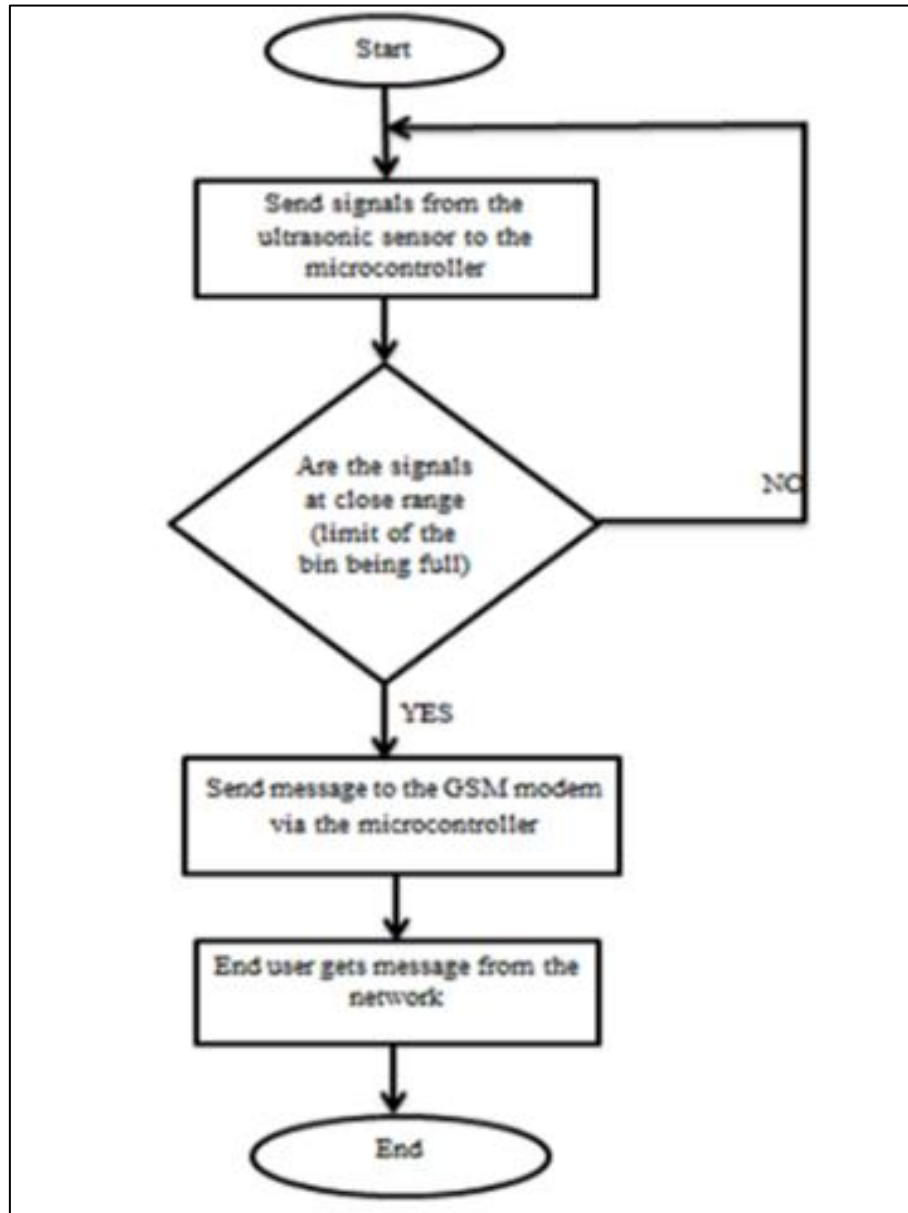 Start
Send signals from the
ultrasonic sensor to the
microcontroller
Are the signals
at close range
(limit of the
bin being full)
NO
YES
Send message to the GSM modem
via the microcontroller
End user gets message from the
network
End